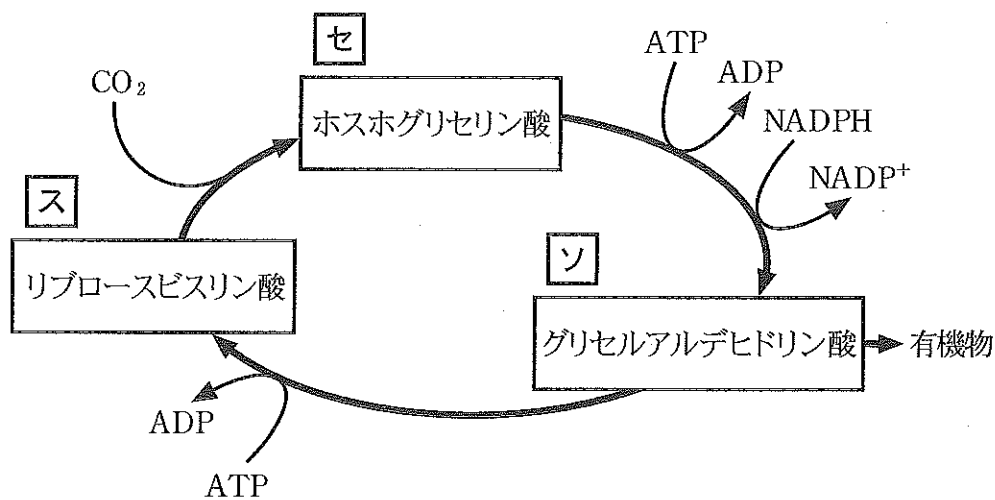 セ
ATP
ADP
CO₂
ホスホグリセリン酸
NADPH
NADP⁺
ス
ソ
リブロースビスリン酸
グリセルアルデヒドリン酸
有機物
ADP
ATP